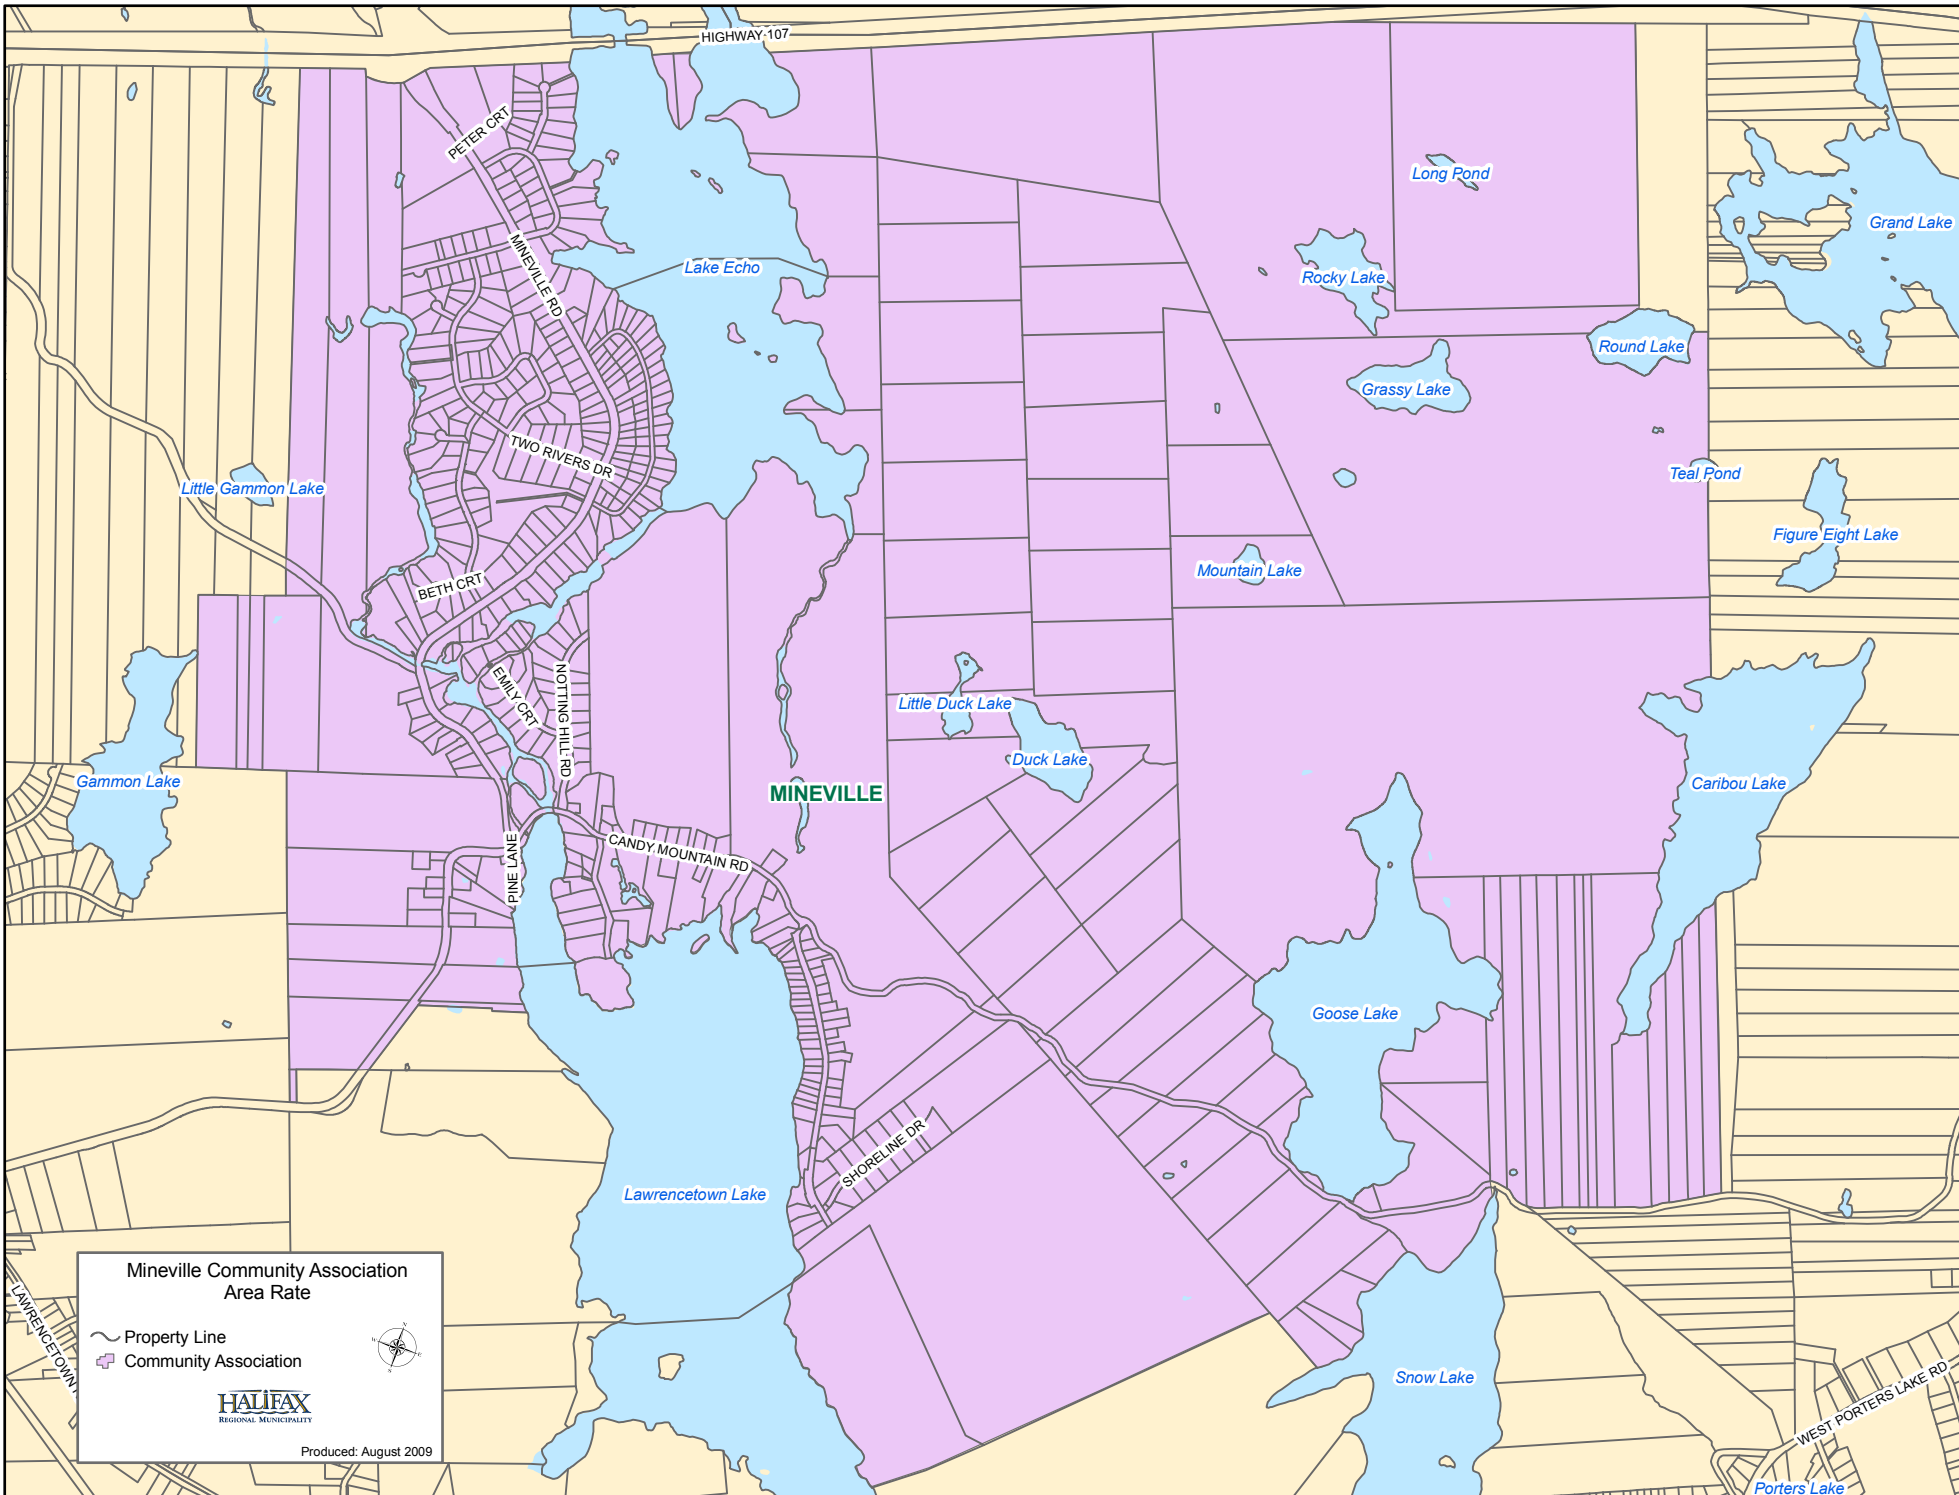 HIGHWAY 107
PETER CRT
Long Pond
Grand Lake
MINEVILLE RD
Lake Echo
Rocky Lake
Round Lake
Grassy Lake
TWO RIVERS DR
Teal Pond
Little Gammon Lake
Figure Eight Lake
Mountain Lake
BETH CRT
EMILY CRT
NOTTING HILL RD
Little Duck Lake
Duck Lake
Gammon Lake
Caribou Lake
MINEVILLE
CANDY MOUNTAIN RD
PINE LANE
Goose Lake
SHORELINE DR
Lawrencetown Lake
Snow Lake
WEST PORTERS LAKE RD
Porters Lake
LAWRENCETOWN
Mineville Community Association
Area Rate
Property Line
Community Association
N
W
E
S
HALIFAX
REGIONAL MUNICIPALITY
Produced: August 2009